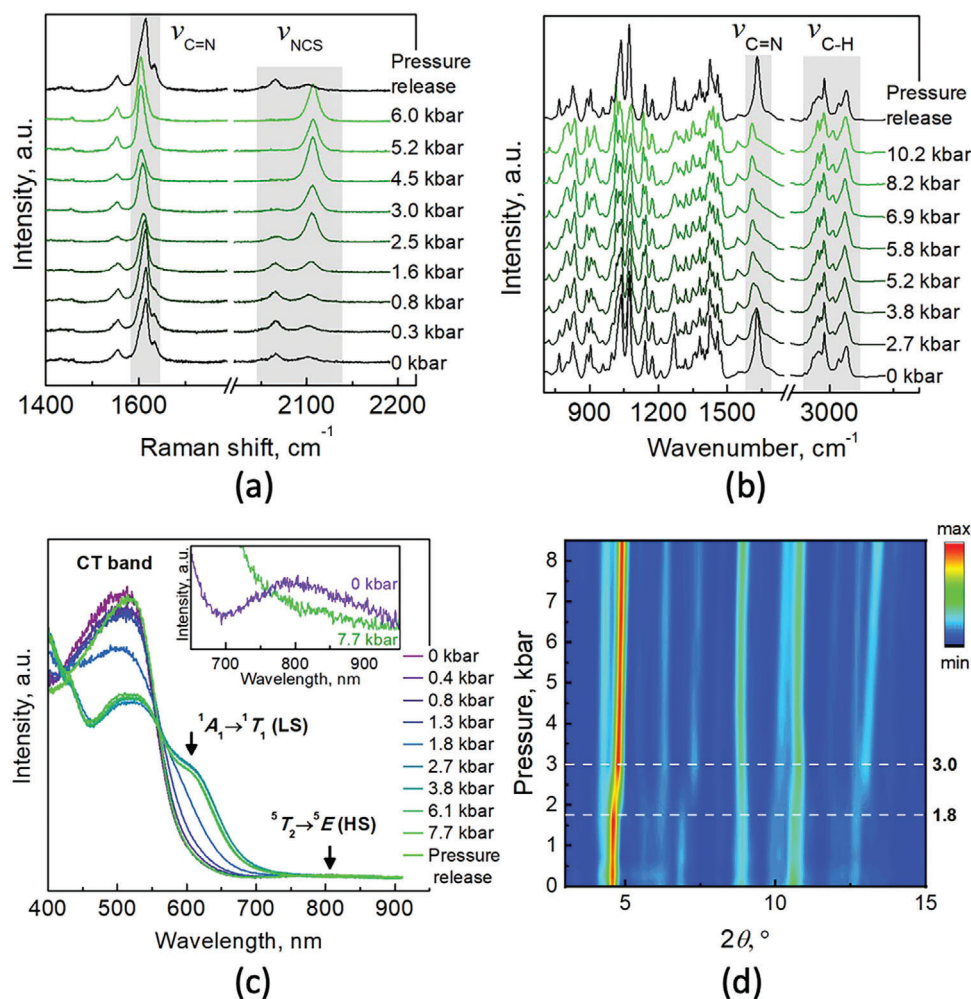 ν C=N
ν NCS
Pressure
release
6.0 kbar
5.2 kbar
4.5 kbar
3.0 kbar
2.5 kbar
1.6 kbar
0.8 kbar
0.3 kbar
0 kbar
Intensity, a.u.
1400 1600 2100 2200
Raman shift, cm-1
(a)
ν C=N
ν C-H
Pressure
release
10.2 kbar
8.2 kbar
6.9 kbar
5.8 kbar
5.2 kbar
3.8 kbar
2.7 kbar
0 kbar
Intensity, a.u.
900 1200 1500 3000
Wavenumber, cm-1
(b)
CT band
Intensity, a.u.
0 kbar
7.7 kbar
700 800 900
Wavelength, nm
0 kbar
0.4 kbar
0.8 kbar
1.3 kbar
1.8 kbar
2.7 kbar
3.8 kbar
6.1 kbar
7.7 kbar
Pressure
release
1A1→1T1 (LS)
5T2→5E (HS)
Intensity, a.u.
400 500 600 700 800 900
Wavelength, nm
(c)
max
min
8
7
6
5
4
3
2
1
0
Pressure, kbar
3.0
1.8
5 10 15
2θ,°
(d)